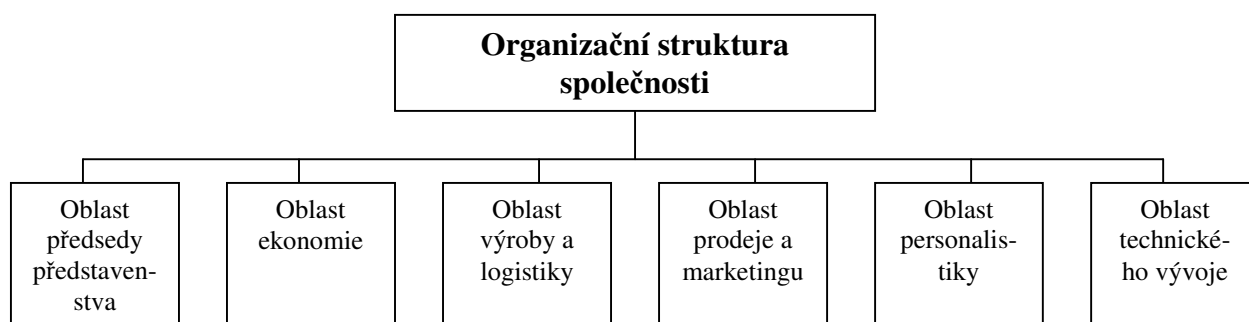 Organizační struktura
společnosti
Oblast
předsedy
představen-
stva
Oblast
ekonomie
Oblast
výroby a
logistiky
Oblast
prodeje a
marketingu
Oblast
personalis-
tiky
Oblast
technické-
ho vývoje